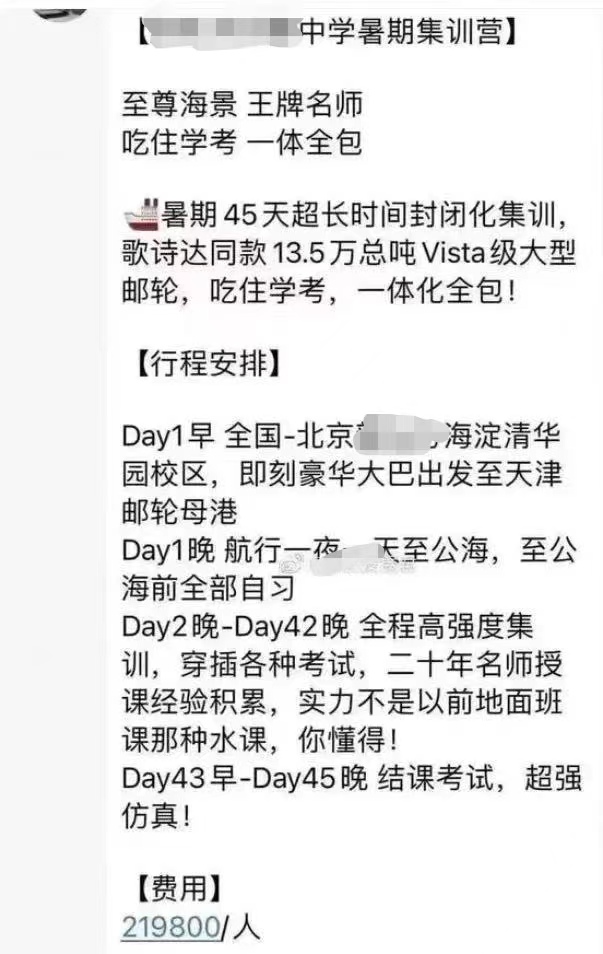 【中学暑期集训营】
至尊海景 王牌名师
吃住学考 一体全包
🚢暑期45天超长时间封闭化集训，
歌诗达同款13.5万总吨Vista级大型
邮轮，吃住学考，一体化全包！
【行程安排】
Day1早 全国-北京海淀清华
园校区，即刻豪华大巴出发至天津
邮轮母港
Day1晚 航行一夜一天至公海，至公
海前全部自习
Day2晚-Day42晚 全程高强度集
训，穿插各种考试，二十年名师授
课经验积累，实力不是以前地面班
课那种水课，你懂得！
Day43早-Day45晚 结课考试，超强
仿真！
【费用】
219800/人